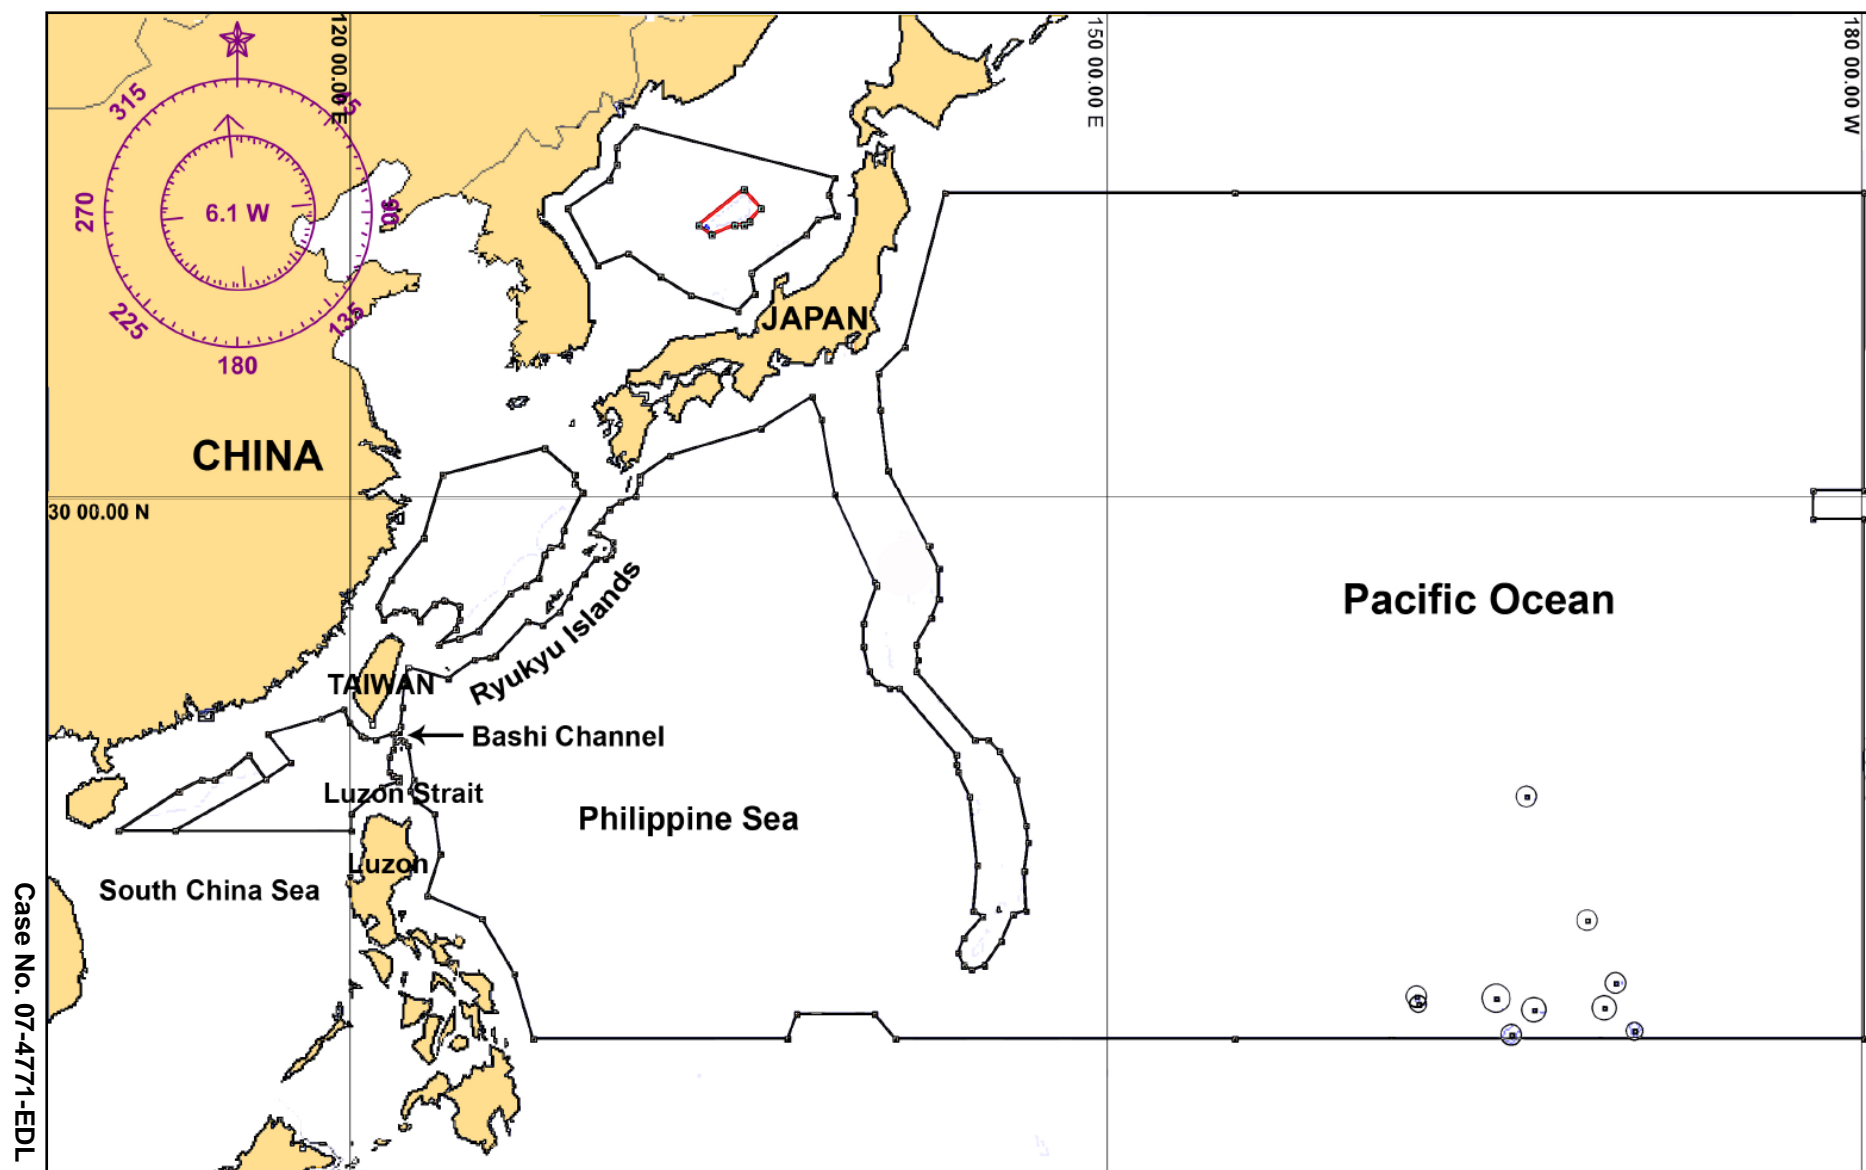 120 00.00 E
150 00.00 E
180 00.00 W
315
45
270
6.1 W
90
225
135
180
JAPAN
CHINA
30 00.00 N
Pacific Ocean
Ryukyu Islands
TAIWAN
Bashi Channel
Luzon Strait
Philippine Sea
Luzon
South China Sea
Case No. 07-4771-EDL